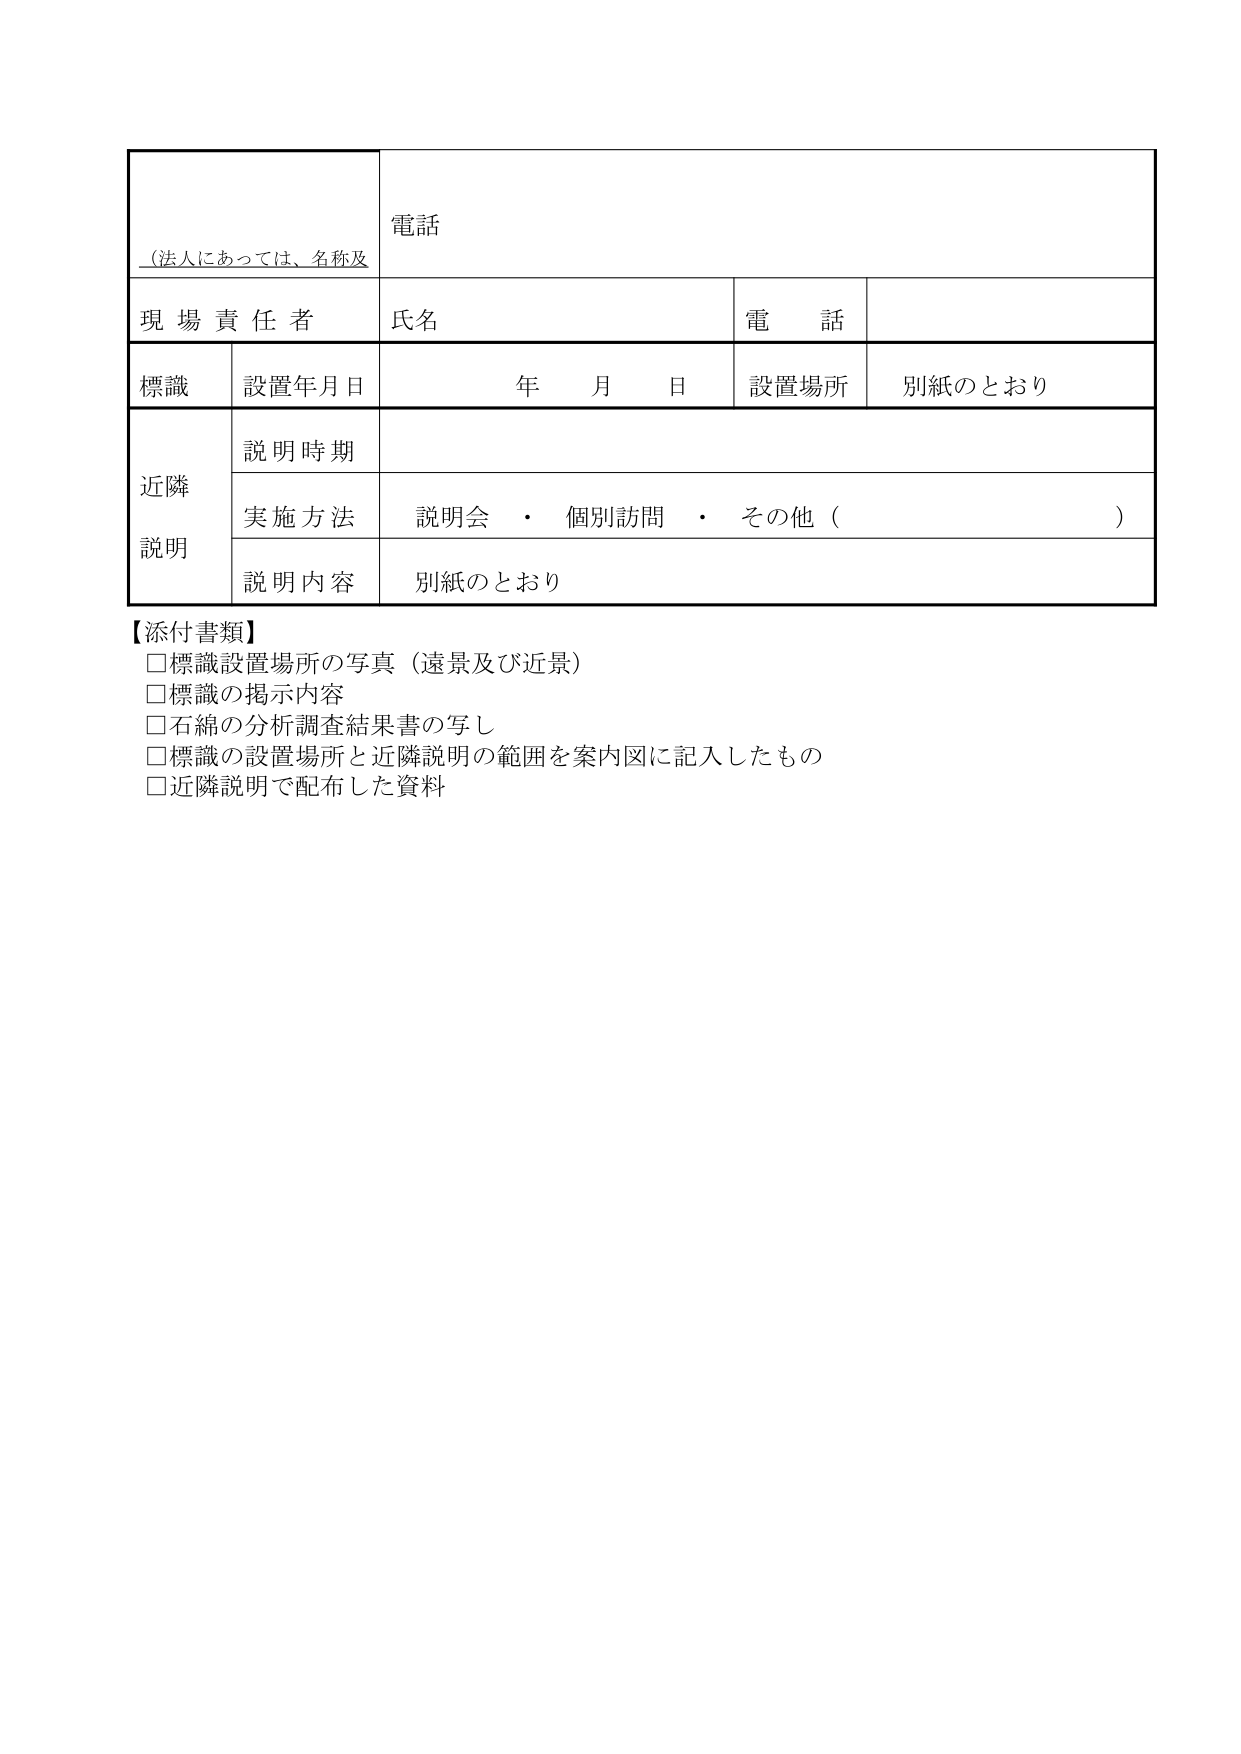 電話
（法人にあっては、名称及
現場責任者 氏名 電　話
標識 設置年月日 年　月　日 設置場所 別紙のとおり
説明時期
近隣
実施方法 説明会　・　個別訪問　・　その他（　　　　　　　　　　　）
説明
説明内容 別紙のとおり
【添付書類】
□標識設置場所の写真（遠景及び近景）
□標識の掲示内容
□石綿の分析調査結果書の写し
□標識の設置場所と近隣説明の範囲を案内図に記入したもの
□近隣説明で配布した資料